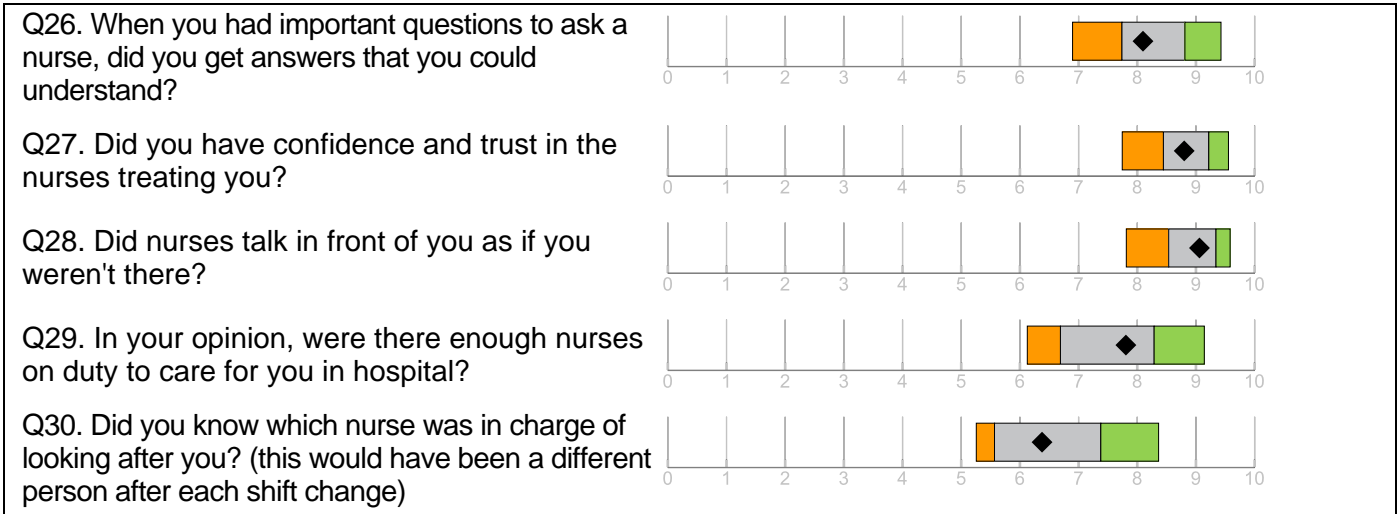 Q26. When you had important questions to ask a
nurse, did you get answers that you could
understand?
0 1 2 3 4 5 6 7 8 9 10
Q27. Did you have confidence and trust in the
nurses treating you?
0 1 2 3 4 5 6 7 8 9 10
Q28. Did nurses talk in front of you as if you
weren't there?
0 1 2 3 4 5 6 7 8 9 10
Q29. In your opinion, were there enough nurses
on duty to care for you in hospital?
0 1 2 3 4 5 6 7 8 9 10
Q30. Did you know which nurse was in charge of
looking after you? (this would have been a different
person after each shift change)
0 1 2 3 4 5 6 7 8 9 10